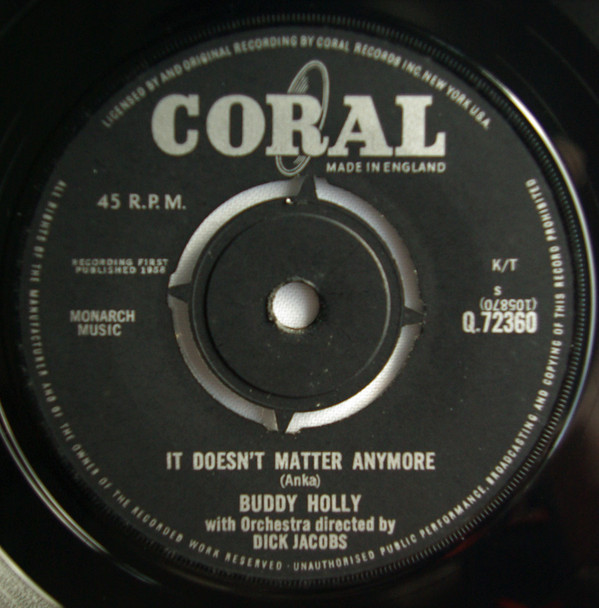 LICENSED BY AND ORIGINAL RECORDING BY CORAL RECORDS INC. NEW YORK U.S.A.
CORAL
MADE IN ENGLAND
45 R.P.M.
RECORDING FIRST
PUBLISHED 1958
MONARCH
MUSIC
K/T
S
(105870)
Q.72360
IT DOESN'T MATTER ANYMORE
(Anka)
BUDDY HOLLY
with Orchestra directed by
DICK JACOBS
ALL RIGHTS OF THE MANUFACTURER AND OF THE OWNER OF THE RECORDED WORK RESERVED · UNAUTHORISED PUBLIC PERFORMANCE, BROADCASTING AND COPYING OF THIS RECORD PROHIBITED